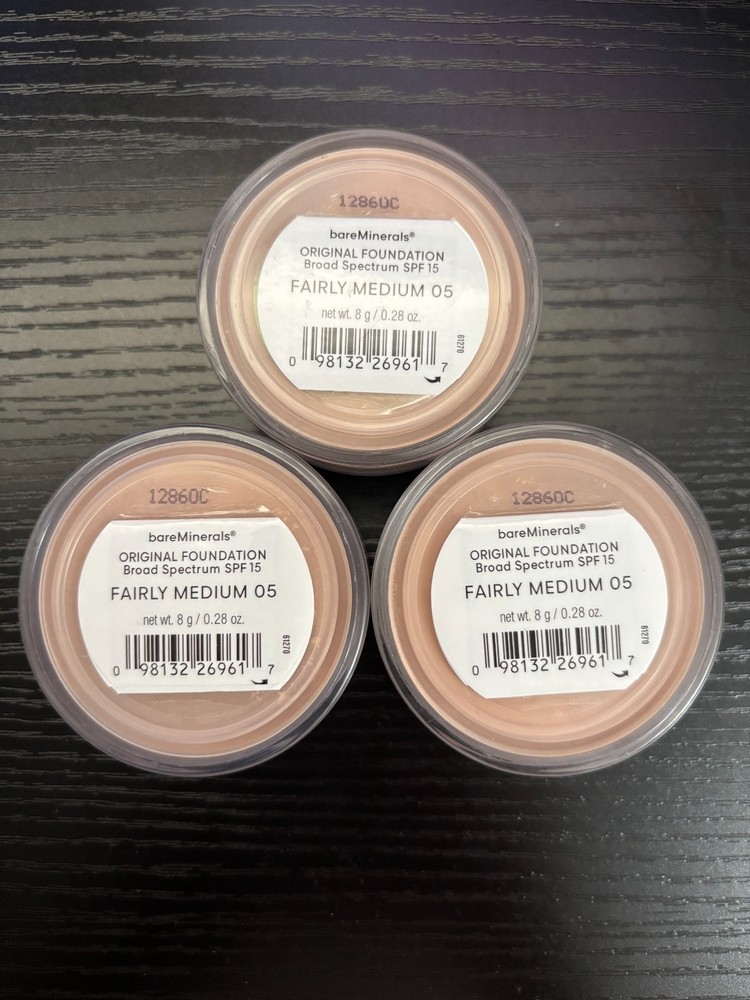 12860C
bareMinerals®
ORIGINAL FOUNDATION
Broad Spectrum SPF 15
FAIRLY MEDIUM 05
net wt. 8 g / 0.28 oz.
61270
0 98132 26961 7
12860C
bareMinerals®
ORIGINAL FOUNDATION
Broad Spectrum SPF 15
FAIRLY MEDIUM 05
net wt. 8 g / 0.28 oz.
61270
0 98132 26961 7
12860C
bareMinerals®
ORIGINAL FOUNDATION
Broad Spectrum SPF 15
FAIRLY MEDIUM 05
net wt. 8 g / 0.28 oz.
61270
0 98132 26961 7